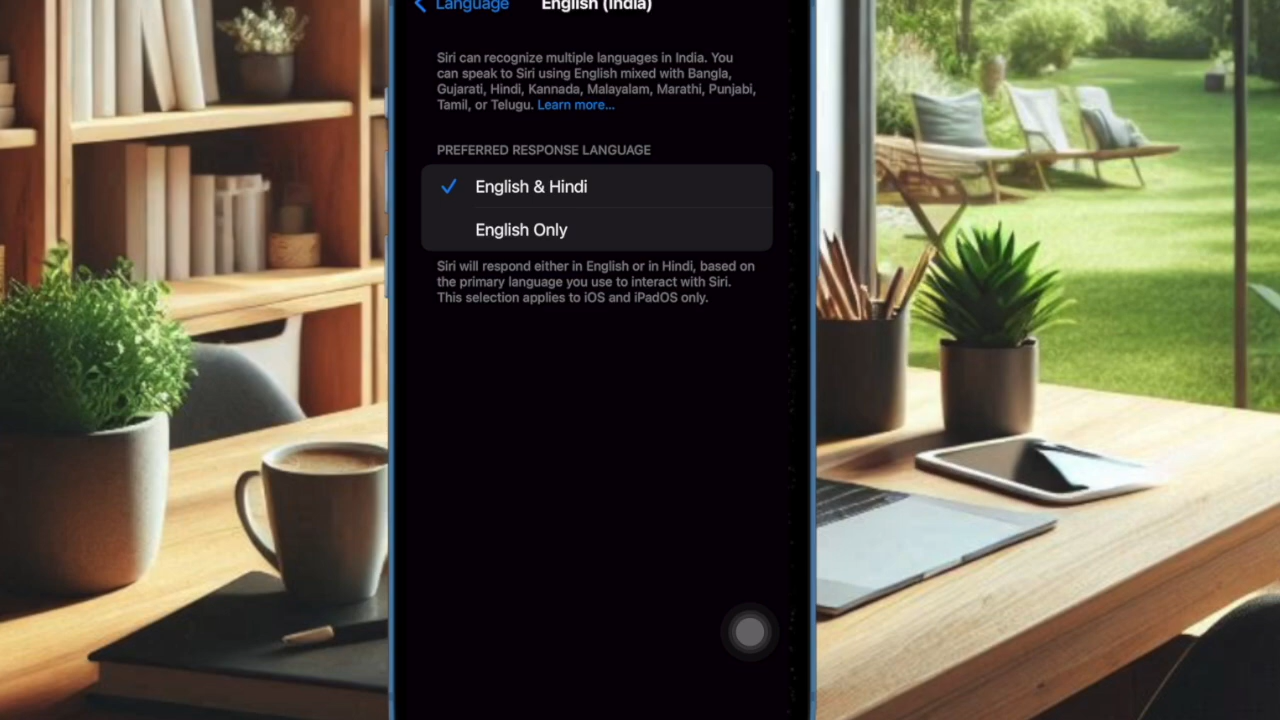 Language
English (India)
Siri can recognize multiple languages in India. You
can speak to Siri using English mixed with Bangla,
Gujarati, Hindi, Kannada, Malayalam, Marathi, Punjabi,
Tamil, or Telugu. Learn more...
PREFERRED RESPONSE LANGUAGE
English & Hindi
English Only
Siri will respond either in English or in Hindi, based on
the primary language you use to interact with Siri.
This selection applies to iOS and iPadOS only.